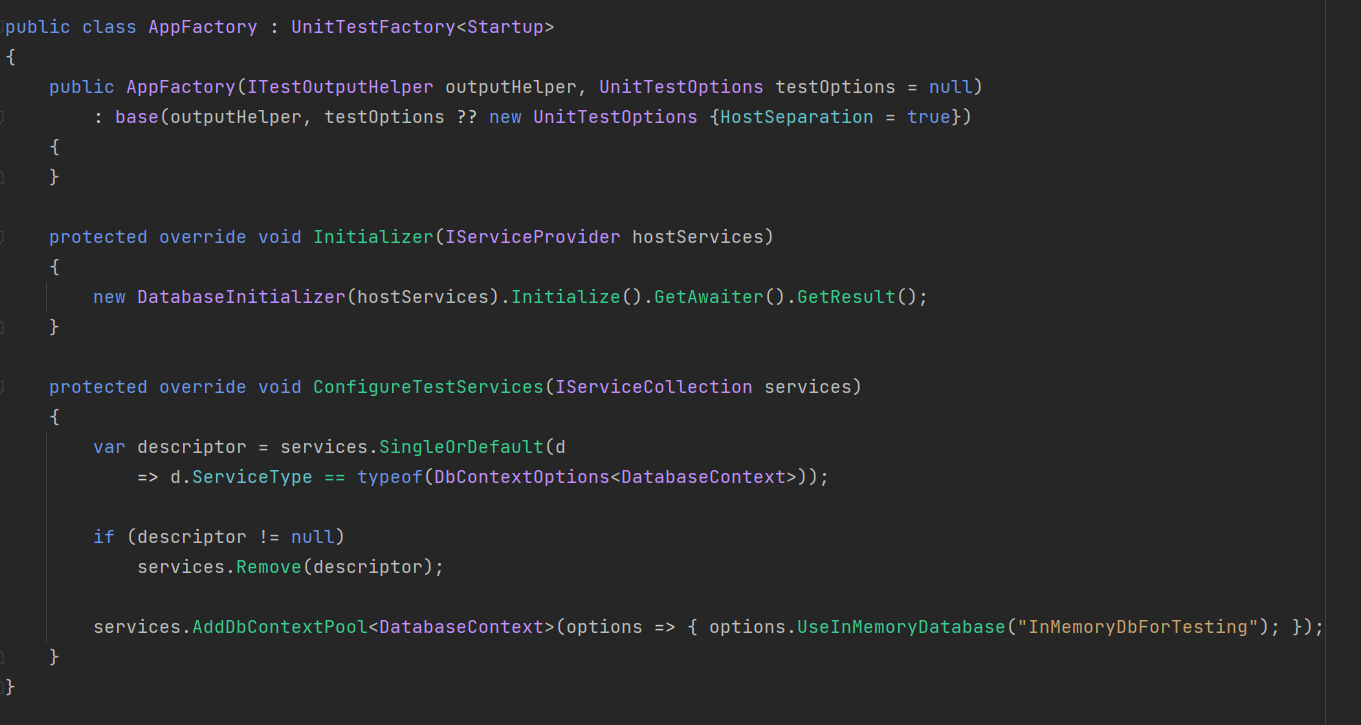 public class AppFactory : UnitTestFactory<Startup>
{
    public AppFactory(ITestOutputHelper outputHelper, UnitTestOptions testOptions = null)
        : base(outputHelper, testOptions ?? new UnitTestOptions {HostSeparation = true})
    {
    }

    protected override void Initializer(IServiceProvider hostServices)
    {
        new DatabaseInitializer(hostServices).Initialize().GetAwaiter().GetResult();
    }

    protected override void ConfigureTestServices(IServiceCollection services)
    {
        var descriptor = services.SingleOrDefault(d
            => d.ServiceType == typeof(DbContextOptions<DatabaseContext>));

        if (descriptor != null)
            services.Remove(descriptor);

        services.AddDbContextPool<DatabaseContext>(options => { options.UseInMemoryDatabase("InMemoryDbForTesting"); });
    }
}